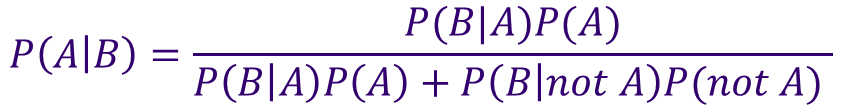 P(A|B) = P(B|A)P(A) / P(B|A)P(A) + P(B|not A)P(not A)